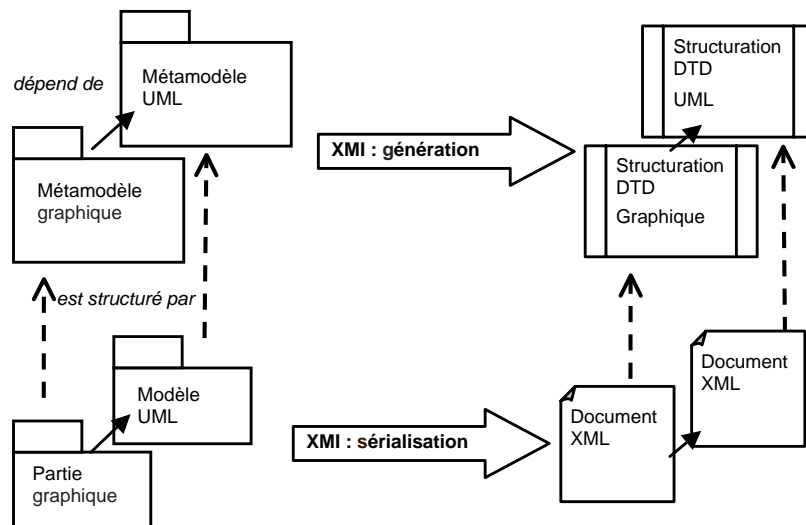 dépend de
Métamodèle
UML
Métamodèle
graphique
XMI : génération
Structuration
DTD
UML
Structuration
DTD
Graphique
est structuré par
Modèle
UML
Partie
graphique
XMI : sérialisation
Document
XML
Document
XML